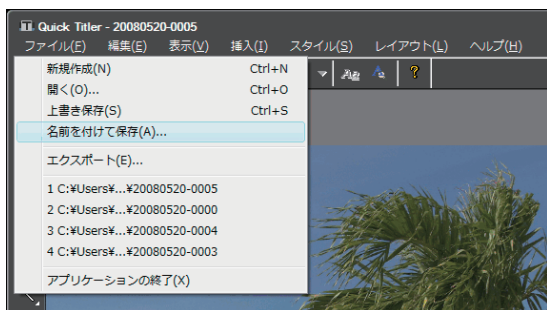 Quick Titler - 20080520-0005
ファイル(F) 編集(E) 表示(V) 挿入(I) スタイル(S) レイアウト(L) ヘルプ(H)
新規作成(N) Ctrl+N
開く(O)... Ctrl+O
上書き保存(S) Ctrl+S
名前を付けて保存(A)...
エクスポート(E)...
1 C:¥Users¥...¥20080520-0005
2 C:¥Users¥...¥20080520-0000
3 C:¥Users¥...¥20080520-0004
4 C:¥Users¥...¥20080520-0003
アプリケーションの終了(X)